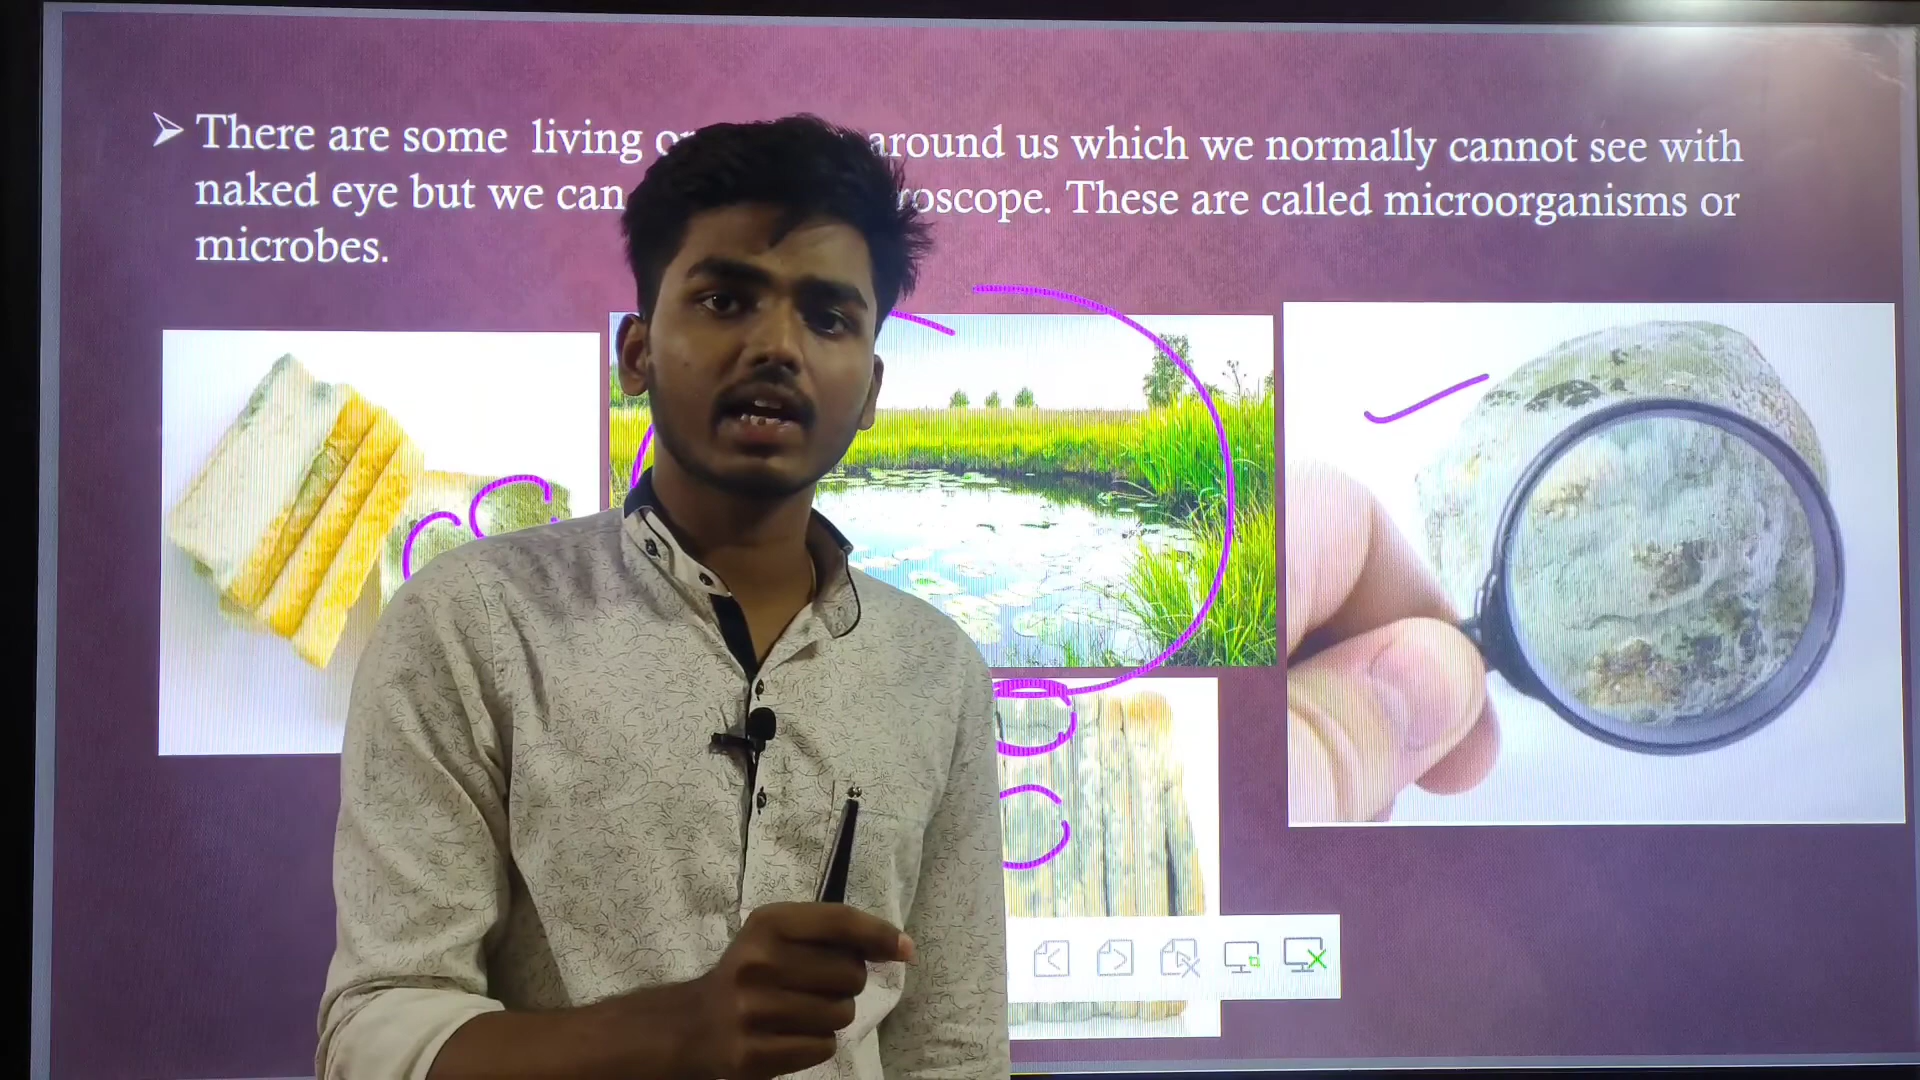 There are some living around us which we normally cannot see with
naked eye but we can These are called microorganisms or
microbes.